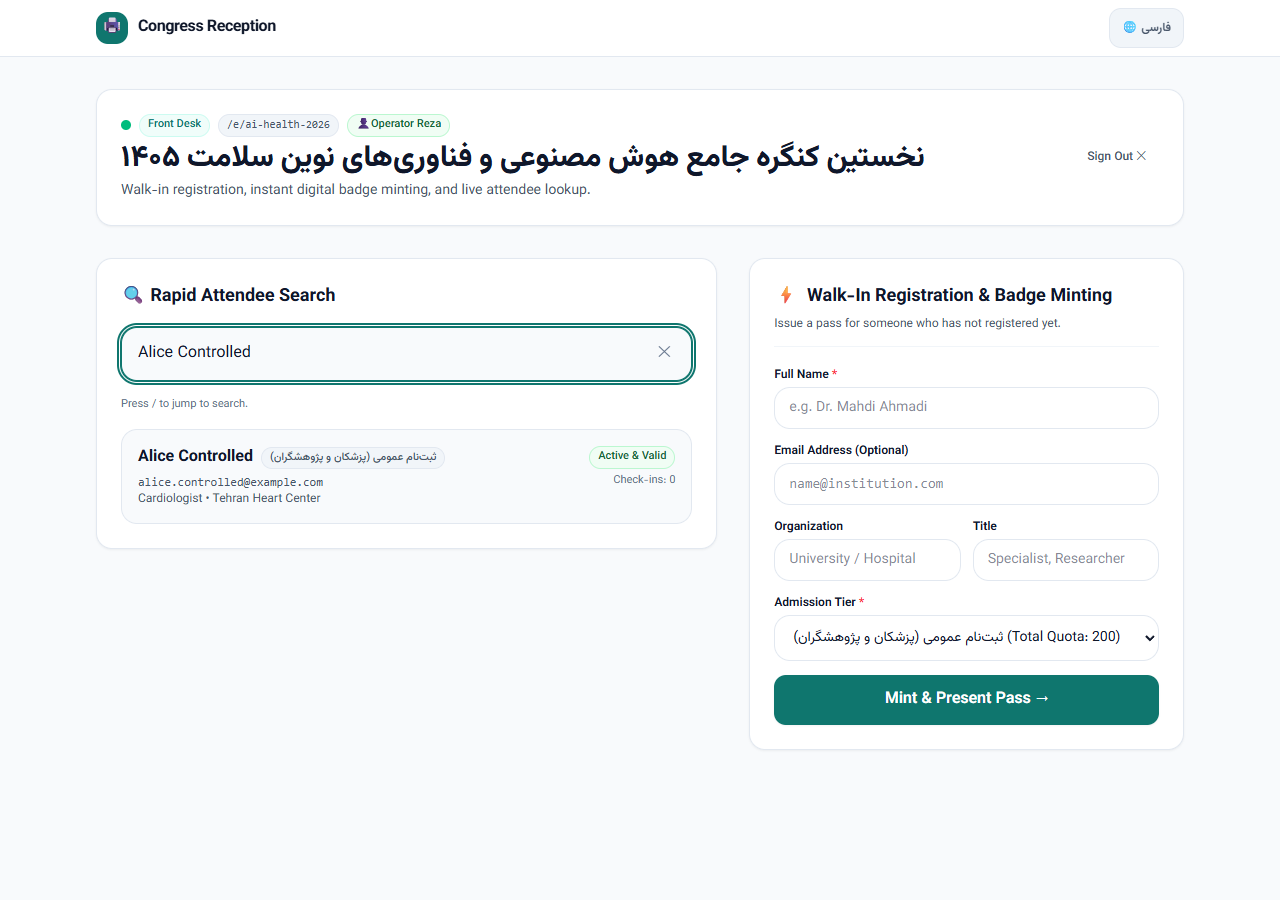 Congress Reception
فارسی
Front Desk
/e/ai-health-2026
Operator Reza
نخستین کنگره جامع هوش مصنوعی و فناوری‌های نوین سلامت ۱۴۰۵
Walk-in registration, instant digital badge minting, and live attendee lookup.
Sign Out
Rapid Attendee Search
Alice Controlled
Press / to jump to search.
Alice Controlled
ثبت‌نام عمومی (پزشکان و پژوهشگران)
alice.controlled@example.com
Cardiologist • Tehran Heart Center
Active & Valid
Check-ins: 0
Walk-In Registration & Badge Minting
Issue a pass for someone who has not registered yet.
Full Name *
e.g. Dr. Mahdi Ahmadi
Email Address (Optional)
name@institution.com
Organization
Title
University / Hospital
Specialist, Researcher
Admission Tier *
ثبت‌نام عمومی (پزشکان و پژوهشگران) (Total Quota: 200)
Mint & Present Pass →